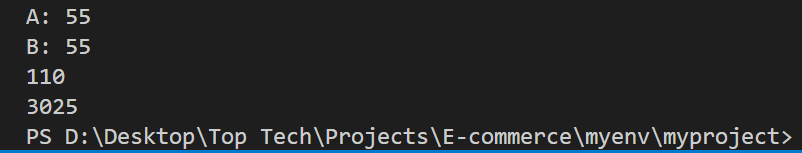 A: 55
B: 55
110
3025
PS D:\Desktop\Top Tech\Projects\E-commerce\myenv\myproject>